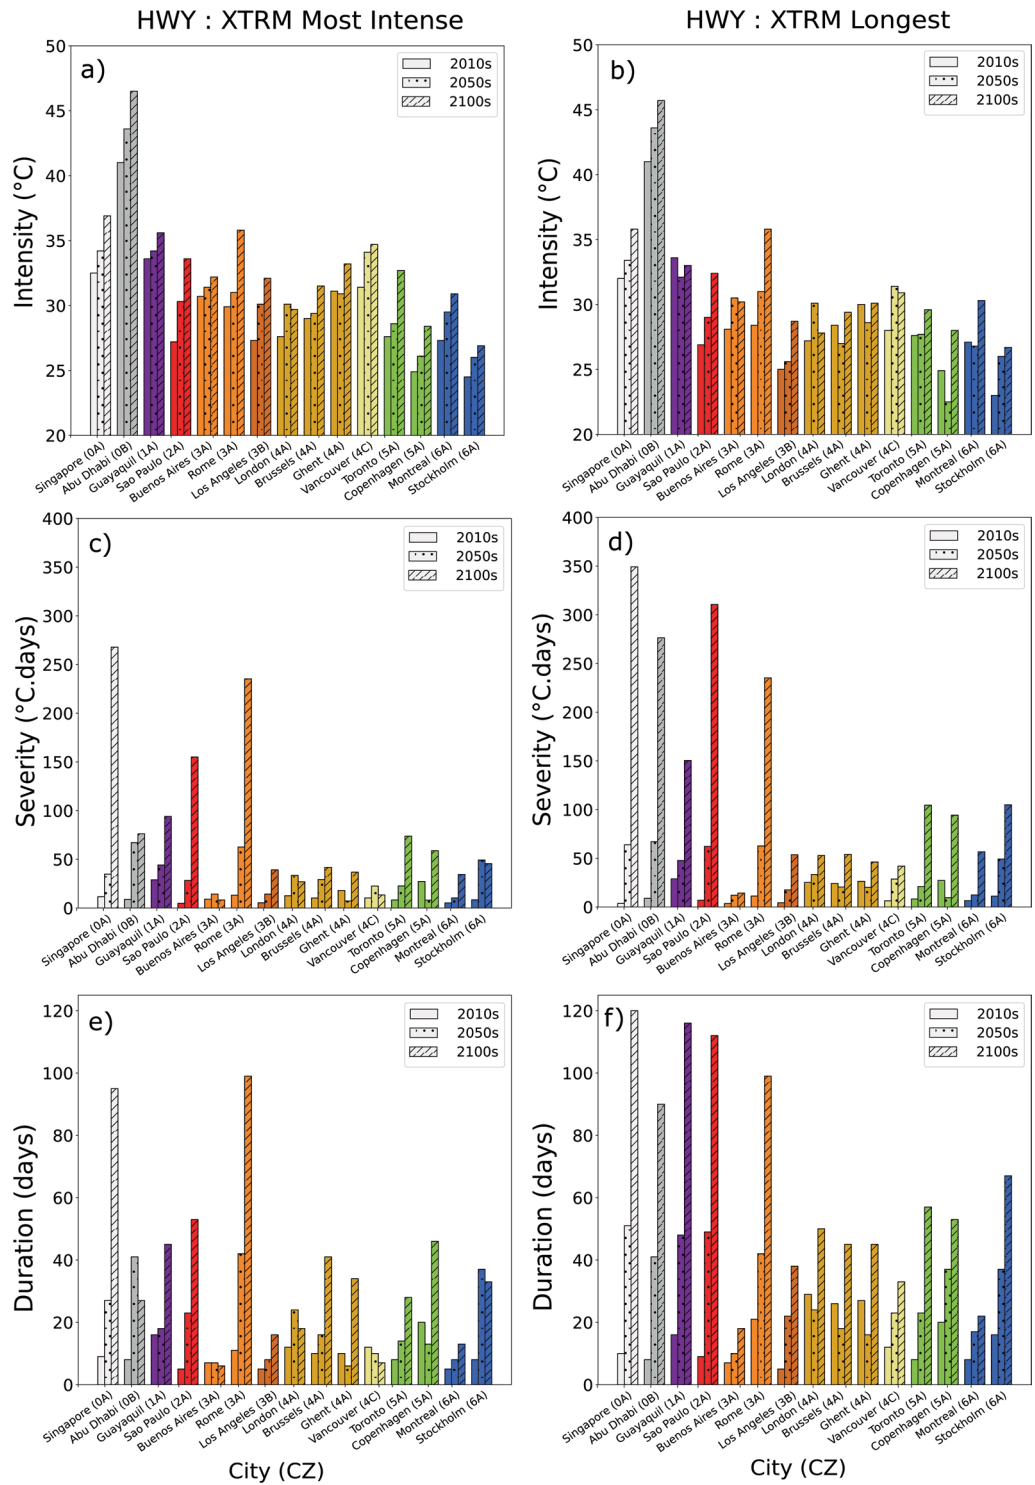 HWY : XTRM Most Intense
HWY : XTRM Longest
a)
2010s
2050s
2100s
Intensity (°C)
50
45
40
35
30
25
20
Singapore (0A)
Abu Dhabi (0B)
Guayaquil (1A)
Sao Paulo (2A)
Buenos Aires (3A)
Rome (3A)
Los Angeles (3B)
London (4A)
Brussels (4A)
Ghent (4A)
Vancouver (4C)
Toronto (5A)
Copenhagen (5A)
Montreal (6A)
Stockholm (6A)
b)
2010s
2050s
2100s
Intensity (°C)
50
45
40
35
30
25
20
Singapore (0A)
Abu Dhabi (0B)
Guayaquil (1A)
Sao Paulo (2A)
Buenos Aires (3A)
Rome (3A)
Los Angeles (3B)
London (4A)
Brussels (4A)
Ghent (4A)
Vancouver (4C)
Toronto (5A)
Copenhagen (5A)
Montreal (6A)
Stockholm (6A)
c)
2010s
2050s
2100s
Severity (°C.days)
400
350
300
250
200
150
100
50
0
Singapore (0A)
Abu Dhabi (0B)
Guayaquil (1A)
Sao Paulo (2A)
Buenos Aires (3A)
Rome (3A)
Los Angeles (3B)
London (4A)
Brussels (4A)
Ghent (4A)
Vancouver (4C)
Toronto (5A)
Copenhagen (5A)
Montreal (6A)
Stockholm (6A)
d)
2010s
2050s
2100s
Severity (°C.days)
400
350
300
250
200
150
100
50
0
Singapore (0A)
Abu Dhabi (0B)
Guayaquil (1A)
Sao Paulo (2A)
Buenos Aires (3A)
Rome (3A)
Los Angeles (3B)
London (4A)
Brussels (4A)
Ghent (4A)
Vancouver (4C)
Toronto (5A)
Copenhagen (5A)
Montreal (6A)
Stockholm (6A)
e)
2010s
2050s
2100s
Duration (days)
120
100
80
60
40
20
0
Singapore (0A)
Abu Dhabi (0B)
Guayaquil (1A)
Sao Paulo (2A)
Buenos Aires (3A)
Rome (3A)
Los Angeles (3B)
London (4A)
Brussels (4A)
Ghent (4A)
Vancouver (4C)
Toronto (5A)
Copenhagen (5A)
Montreal (6A)
Stockholm (6A)
City (CZ)
f)
2010s
2050s
2100s
Duration (days)
120
100
80
60
40
20
0
Singapore (0A)
Abu Dhabi (0B)
Guayaquil (1A)
Sao Paulo (2A)
Buenos Aires (3A)
Rome (3A)
Los Angeles (3B)
London (4A)
Brussels (4A)
Ghent (4A)
Vancouver (4C)
Toronto (5A)
Copenhagen (5A)
Montreal (6A)
Stockholm (6A)
City (CZ)